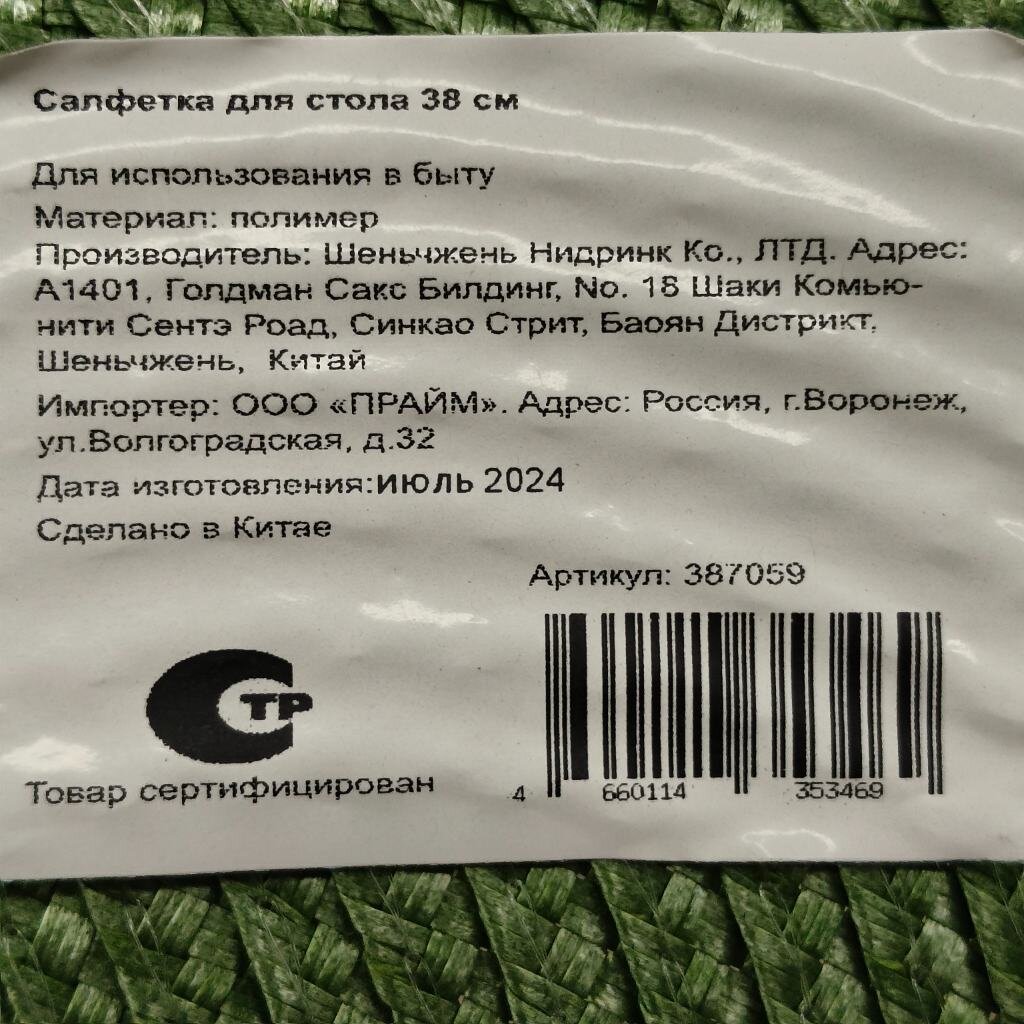 Салфетка для стола 38 см
Для использования в быту
Материал: полимер
Производитель: Шеньчжень Нидринк Ко., ЛТД. Адрес:
А1401, Голдман Сакс Билдинг, No. 18 Шаки Комью-
нити Сентэ Роад, Синкао Стрит, Баоян Дистрикт,
Шеньчжень, Китай
Импортер: ООО «ПРАЙМ». Адрес: Россия, г.Воронеж,
ул.Волгоградская, д.32
Дата изготовления:ИЮЛЬ 2024
Сделано в Китае
Артикул: 387059
СТР
Товар сертифицирован
4 660114 353469